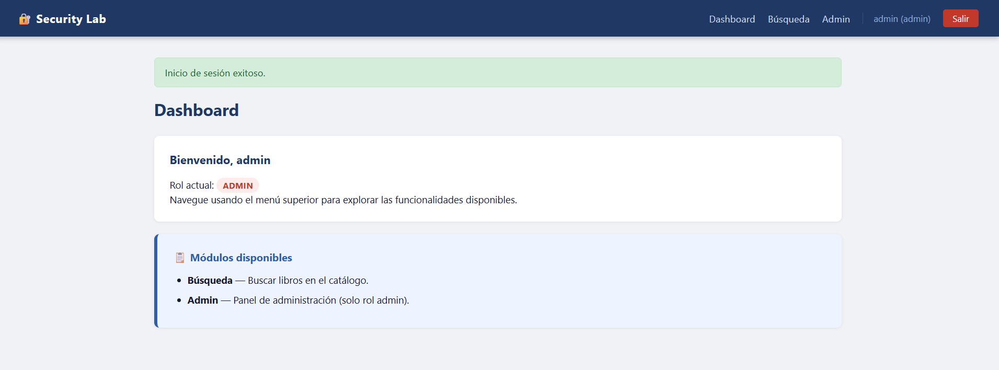 Security Lab
Dashboard Búsqueda Admin admin (admin) Salir
Inicio de sesión exitoso.
Dashboard
Bienvenido, admin
Rol actual: ADMIN
Navegue usando el menú superior para explorar las funcionalidades disponibles.
Módulos disponibles
Búsqueda — Buscar libros en el catálogo.
Admin — Panel de administración (solo rol admin).